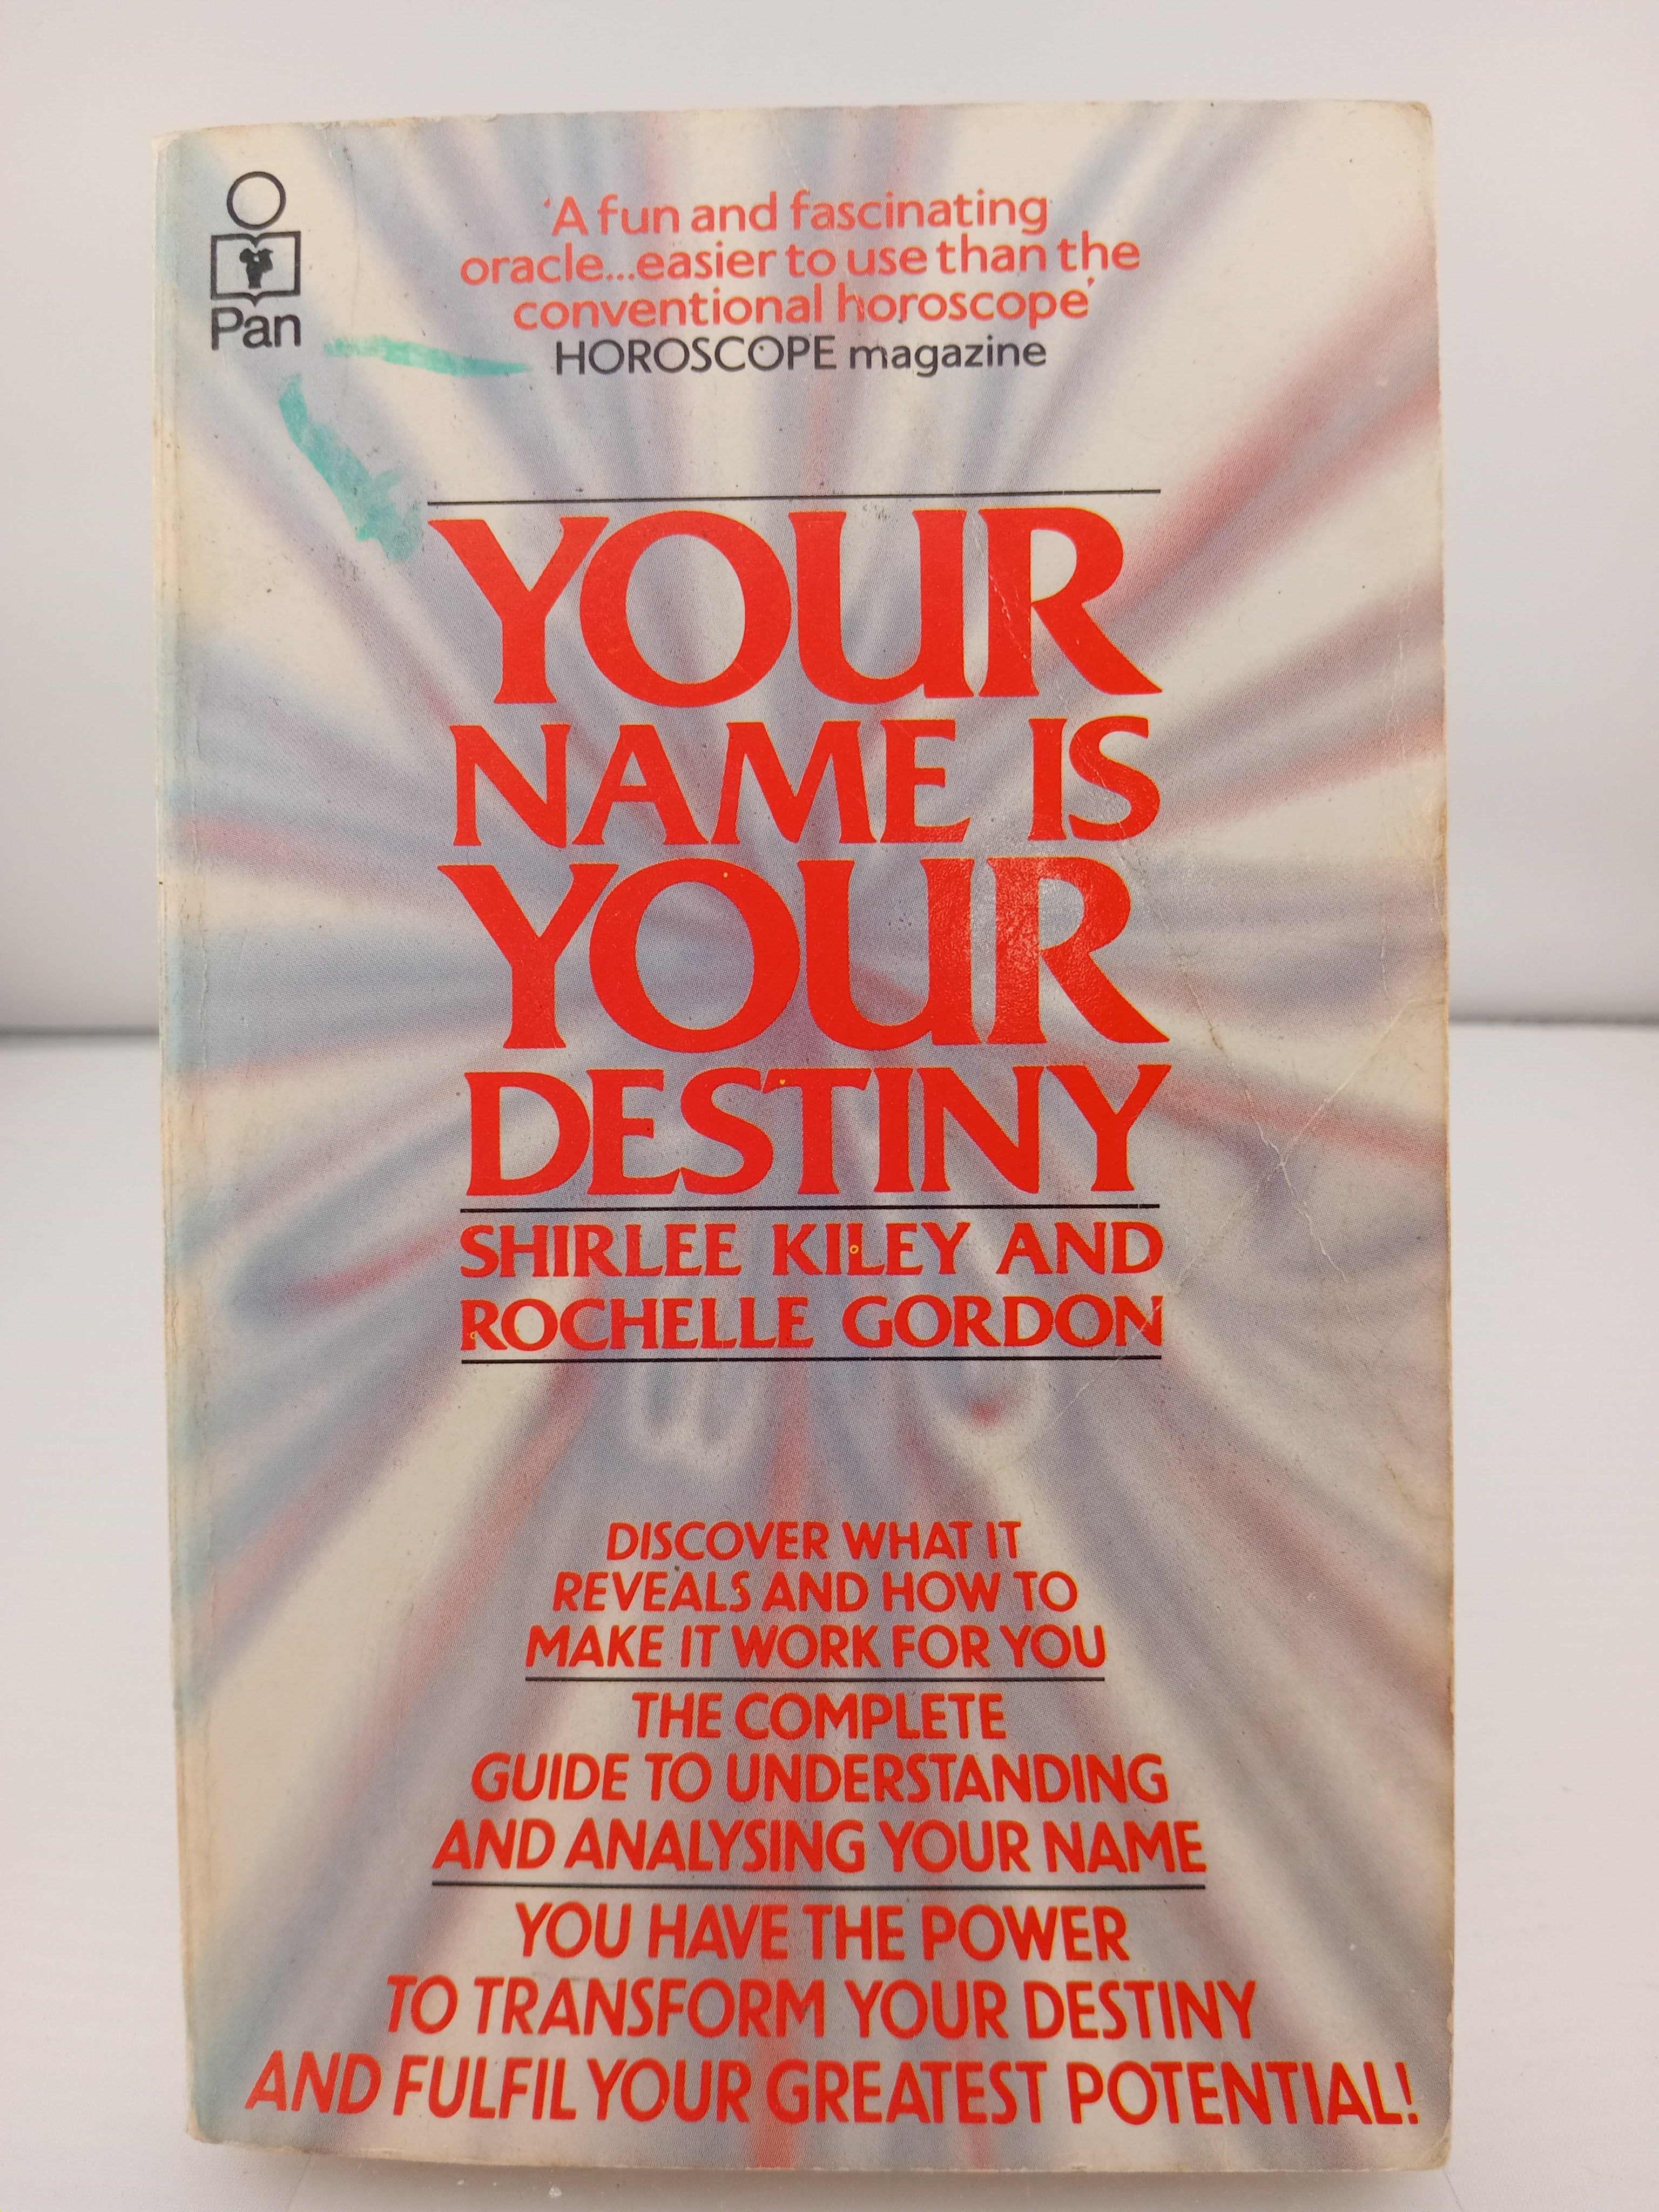 Pan
'A fun and fascinating
oracle...easier to use than the
conventional horoscope'
HOROSCOPE magazine
YOUR
NAME IS
YOUR
DESTINY
SHIRLEE KILEY AND
ROCHELLE GORDON
DISCOVER WHAT IT
REVEALS AND HOW TO
MAKE IT WORK FOR YOU
THE COMPLETE
GUIDE TO UNDERSTANDING
AND ANALYSING YOUR NAME
YOU HAVE THE POWER
TO TRANSFORM YOUR DESTINY
AND FULFIL YOUR GREATEST POTENTIAL!